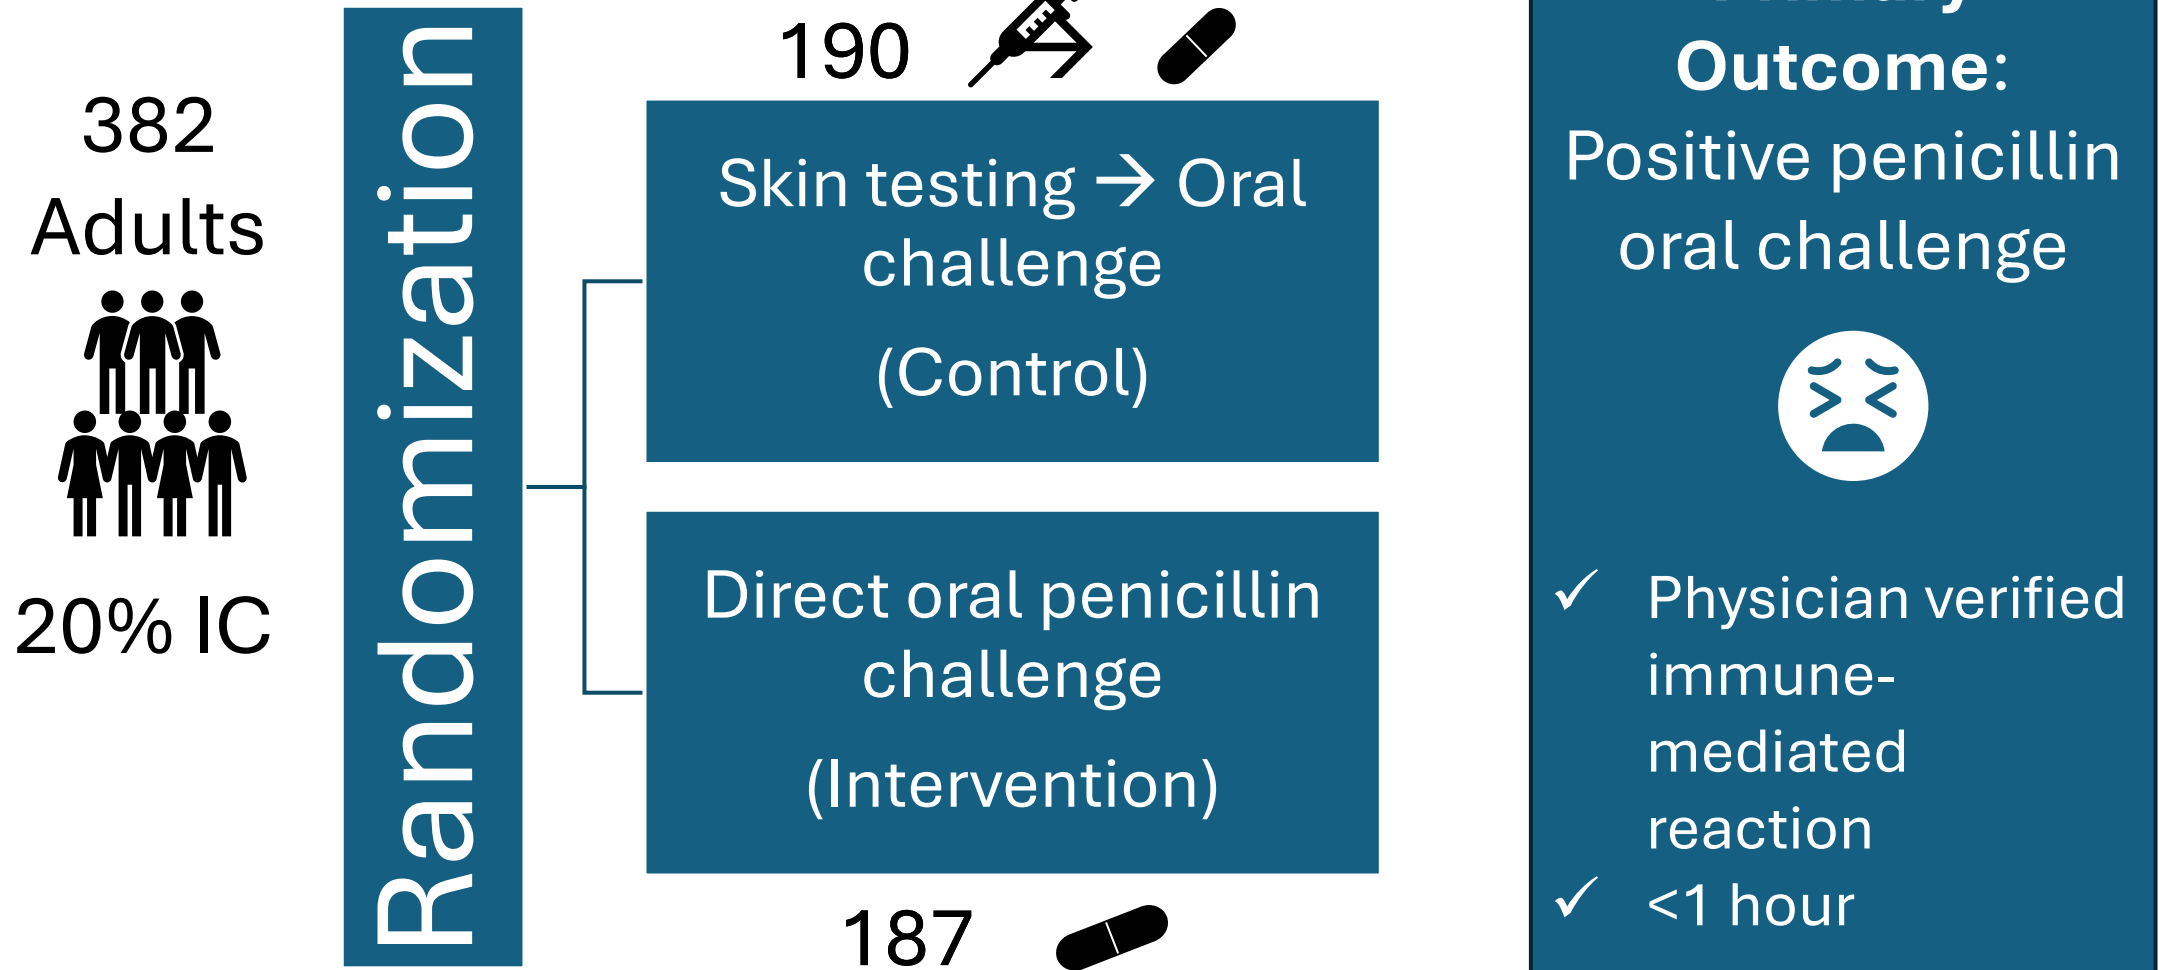 382
Adults
20% IC
Randomization
190
Skin testing → Oral
challenge
(Control)
Direct oral penicillin
challenge
(Intervention)
187
Outcome:
Positive penicillin
oral challenge
✓ Physician verified
immune-
mediated
reaction
✓ <1 hour